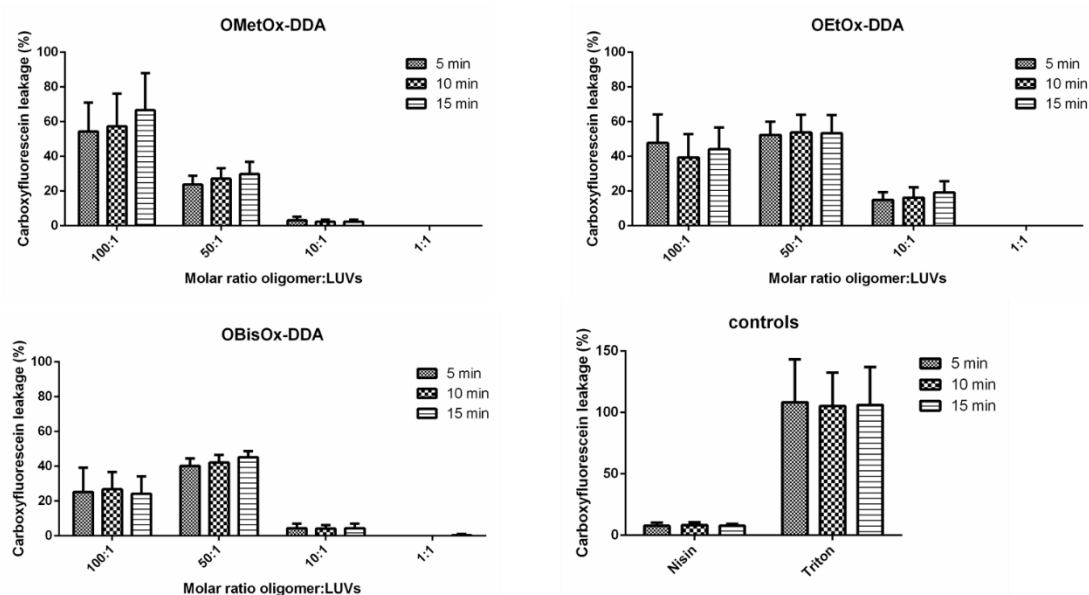 OMetOx-DDA
Carboxyfluorescein leakage (%)
100
80
60
40
20
0
5 min
10 min
15 min
100:1
50:1
10:1
1:1
Molar ratio oligomer:LUVs
OEtOx-DDA
Carboxyfluorescein leakage (%)
100
80
60
40
20
0
5 min
10 min
15 min
100:1
50:1
10:1
1:1
Molar ratio oligomer:LUVs
OBisOx-DDA
Carboxyfluorescein leakage (%)
100
80
60
40
20
0
5 min
10 min
15 min
100:1
50:1
10:1
1:1
Molar ratio oligomer:LUVs
controls
Carboxyfluorescein leakage (%)
150
100
50
0
5 min
10 min
15 min
Nisin
Triton